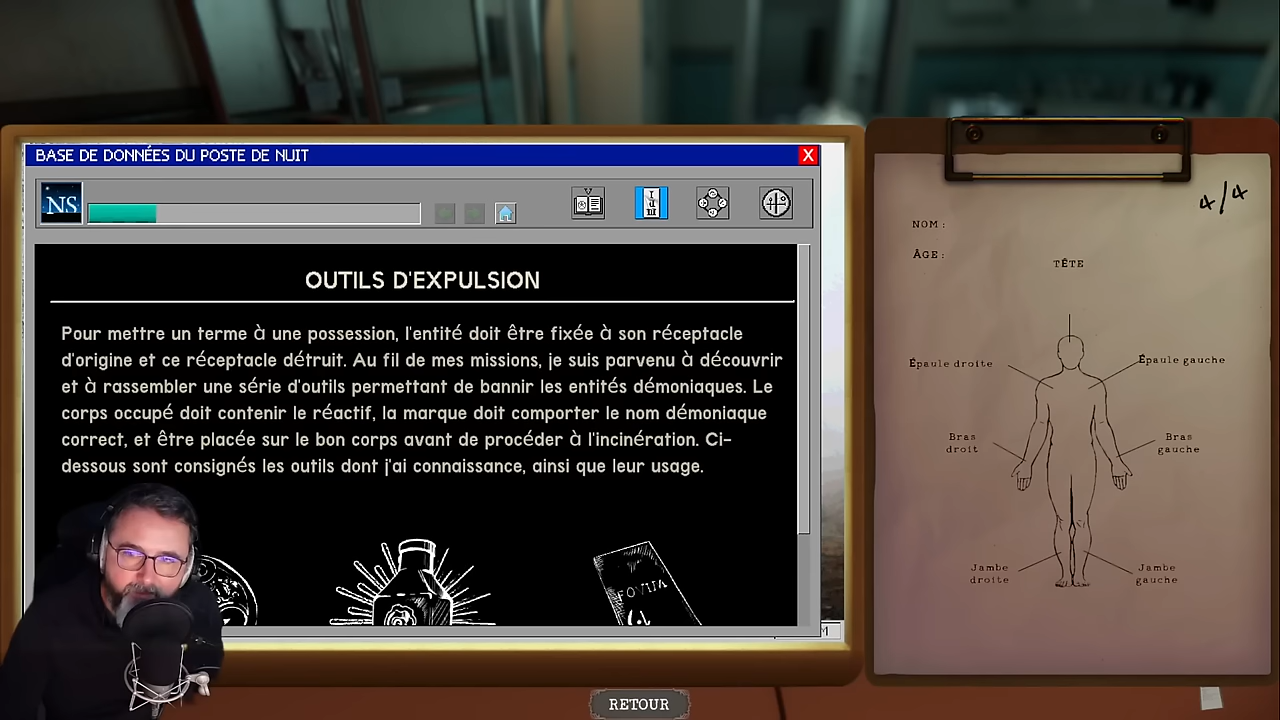 BASE DE DONNÉES DU POSTE DE NUIT
X
NS
OUTILS D'EXPULSION
Pour mettre un terme à une possession, l'entité doit être fixée à son réceptacle
d'origine et ce réceptacle détruit. Au fil de mes missions, je suis parvenu à découvrir
et à rassembler une série d'outils permettant de bannir les entités démoniaques. Le
corps occupé doit contenir le réactif, la marque doit comporter le nom démoniaque
correct, et être placée sur le bon corps avant de procéder à l'incinération. Ci-
dessous sont consignés les outils dont j'ai connaissance, ainsi que leur usage.
4/4
NOM :
ÂGE :
TÊTE
Épaule droite
Épaule gauche
Bras
droit
Bras
gauche
Jambe
droite
Jambe
gauche
RETOUR